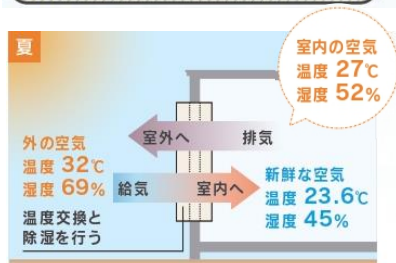 夏
室内の空気
温度 27℃
湿度 52%
室外へ 排気
外の空気
温度 32℃
湿度 69%
給気 室内へ
新鮮な空気
温度 23.6℃
湿度 45%
温度交換と
除湿を行う